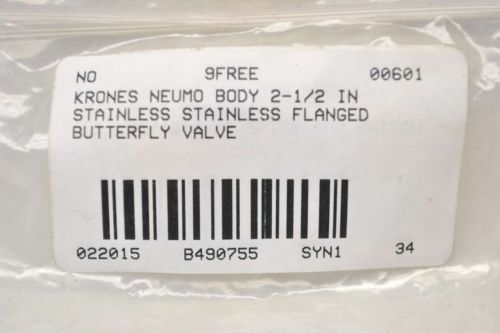 NO 9FREE 00601
KRONES NEUMO BODY 2-1/2 IN
STAINLESS STAINLESS FLANGED
BUTTERFLY VALVE
022015 B490755 SYN1 34